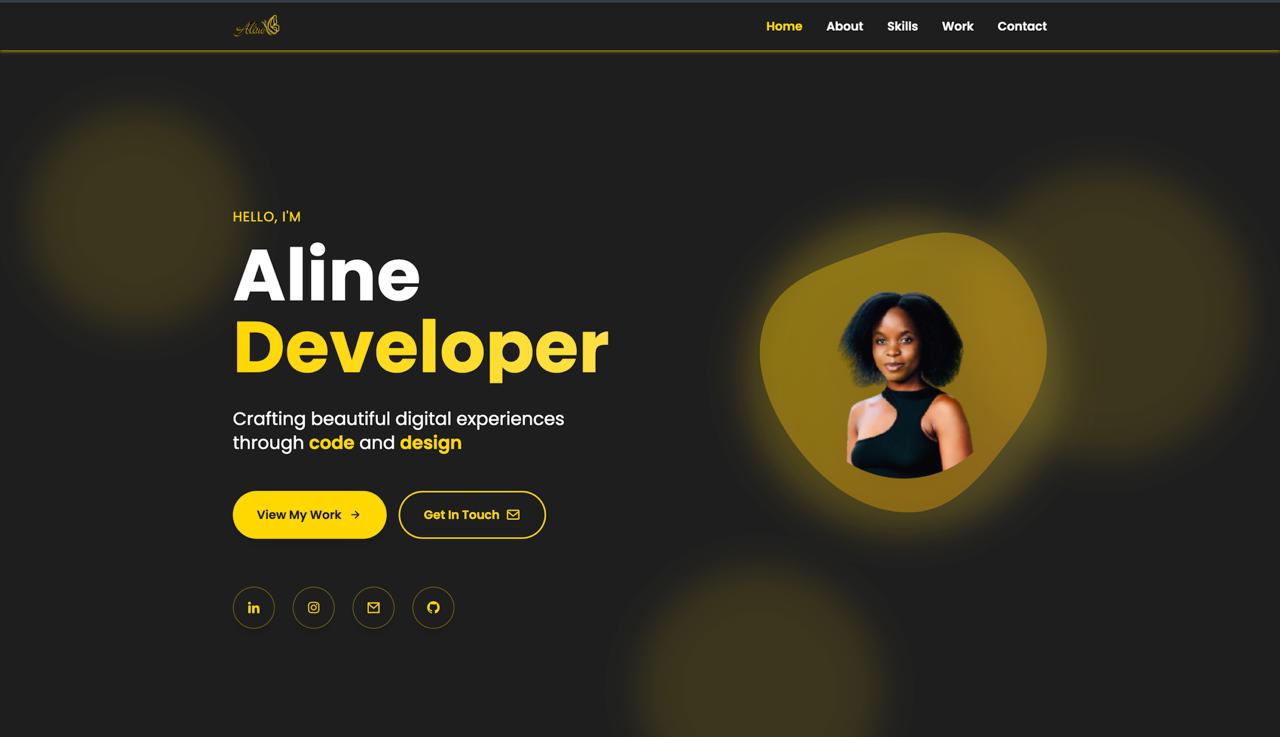 Aline
Home About Skills Work Contact
HELLO, I'M
Aline
Developer
Crafting beautiful digital experiences
through code and design
View My Work
Get In Touch
in